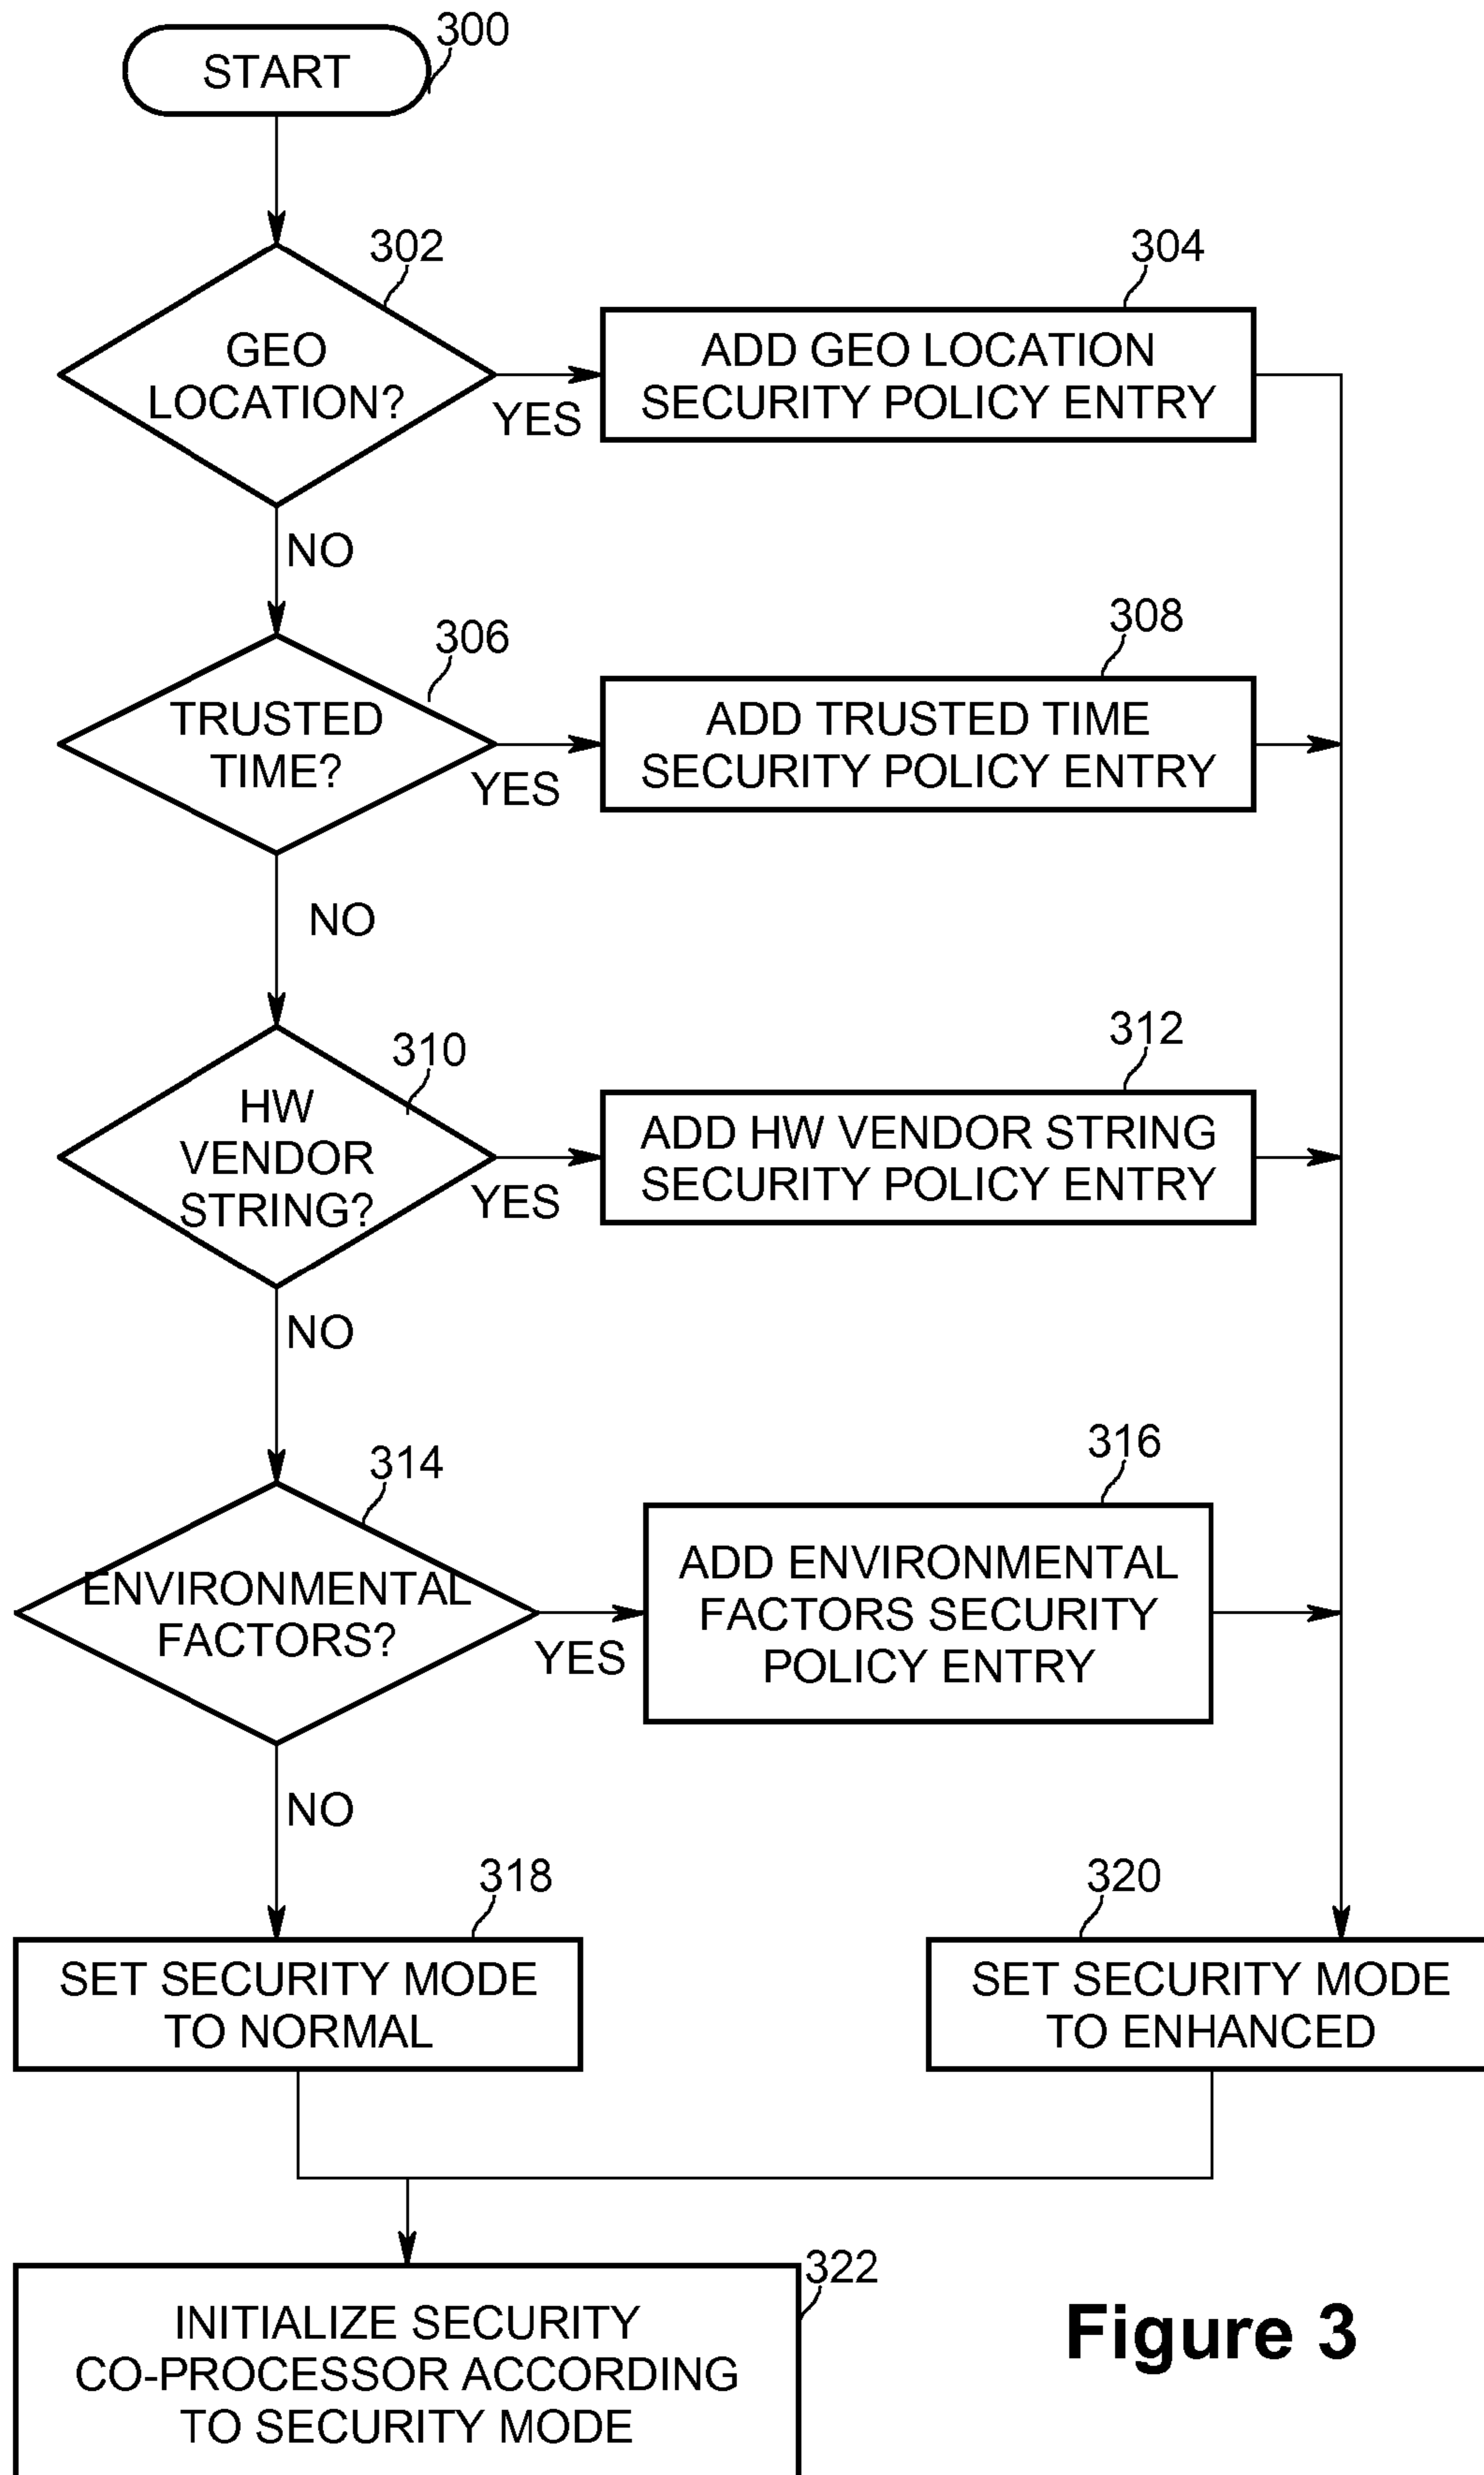 START
300
302
GEO
LOCATION?
YES
304
ADD GEO LOCATION
SECURITY POLICY ENTRY
NO
306
TRUSTED
TIME?
YES
308
ADD TRUSTED TIME
SECURITY POLICY ENTRY
NO
310
HW
VENDOR
STRING?
YES
312
ADD HW VENDOR STRING
SECURITY POLICY ENTRY
NO
314
ENVIRONMENTAL
FACTORS?
YES
316
ADD ENVIRONMENTAL
FACTORS SECURITY
POLICY ENTRY
NO
318
SET SECURITY MODE
TO NORMAL
320
SET SECURITY MODE
TO ENHANCED
322
INITIALIZE SECURITY
CO-PROCESSOR ACCORDING
TO SECURITY MODE
Figure 3